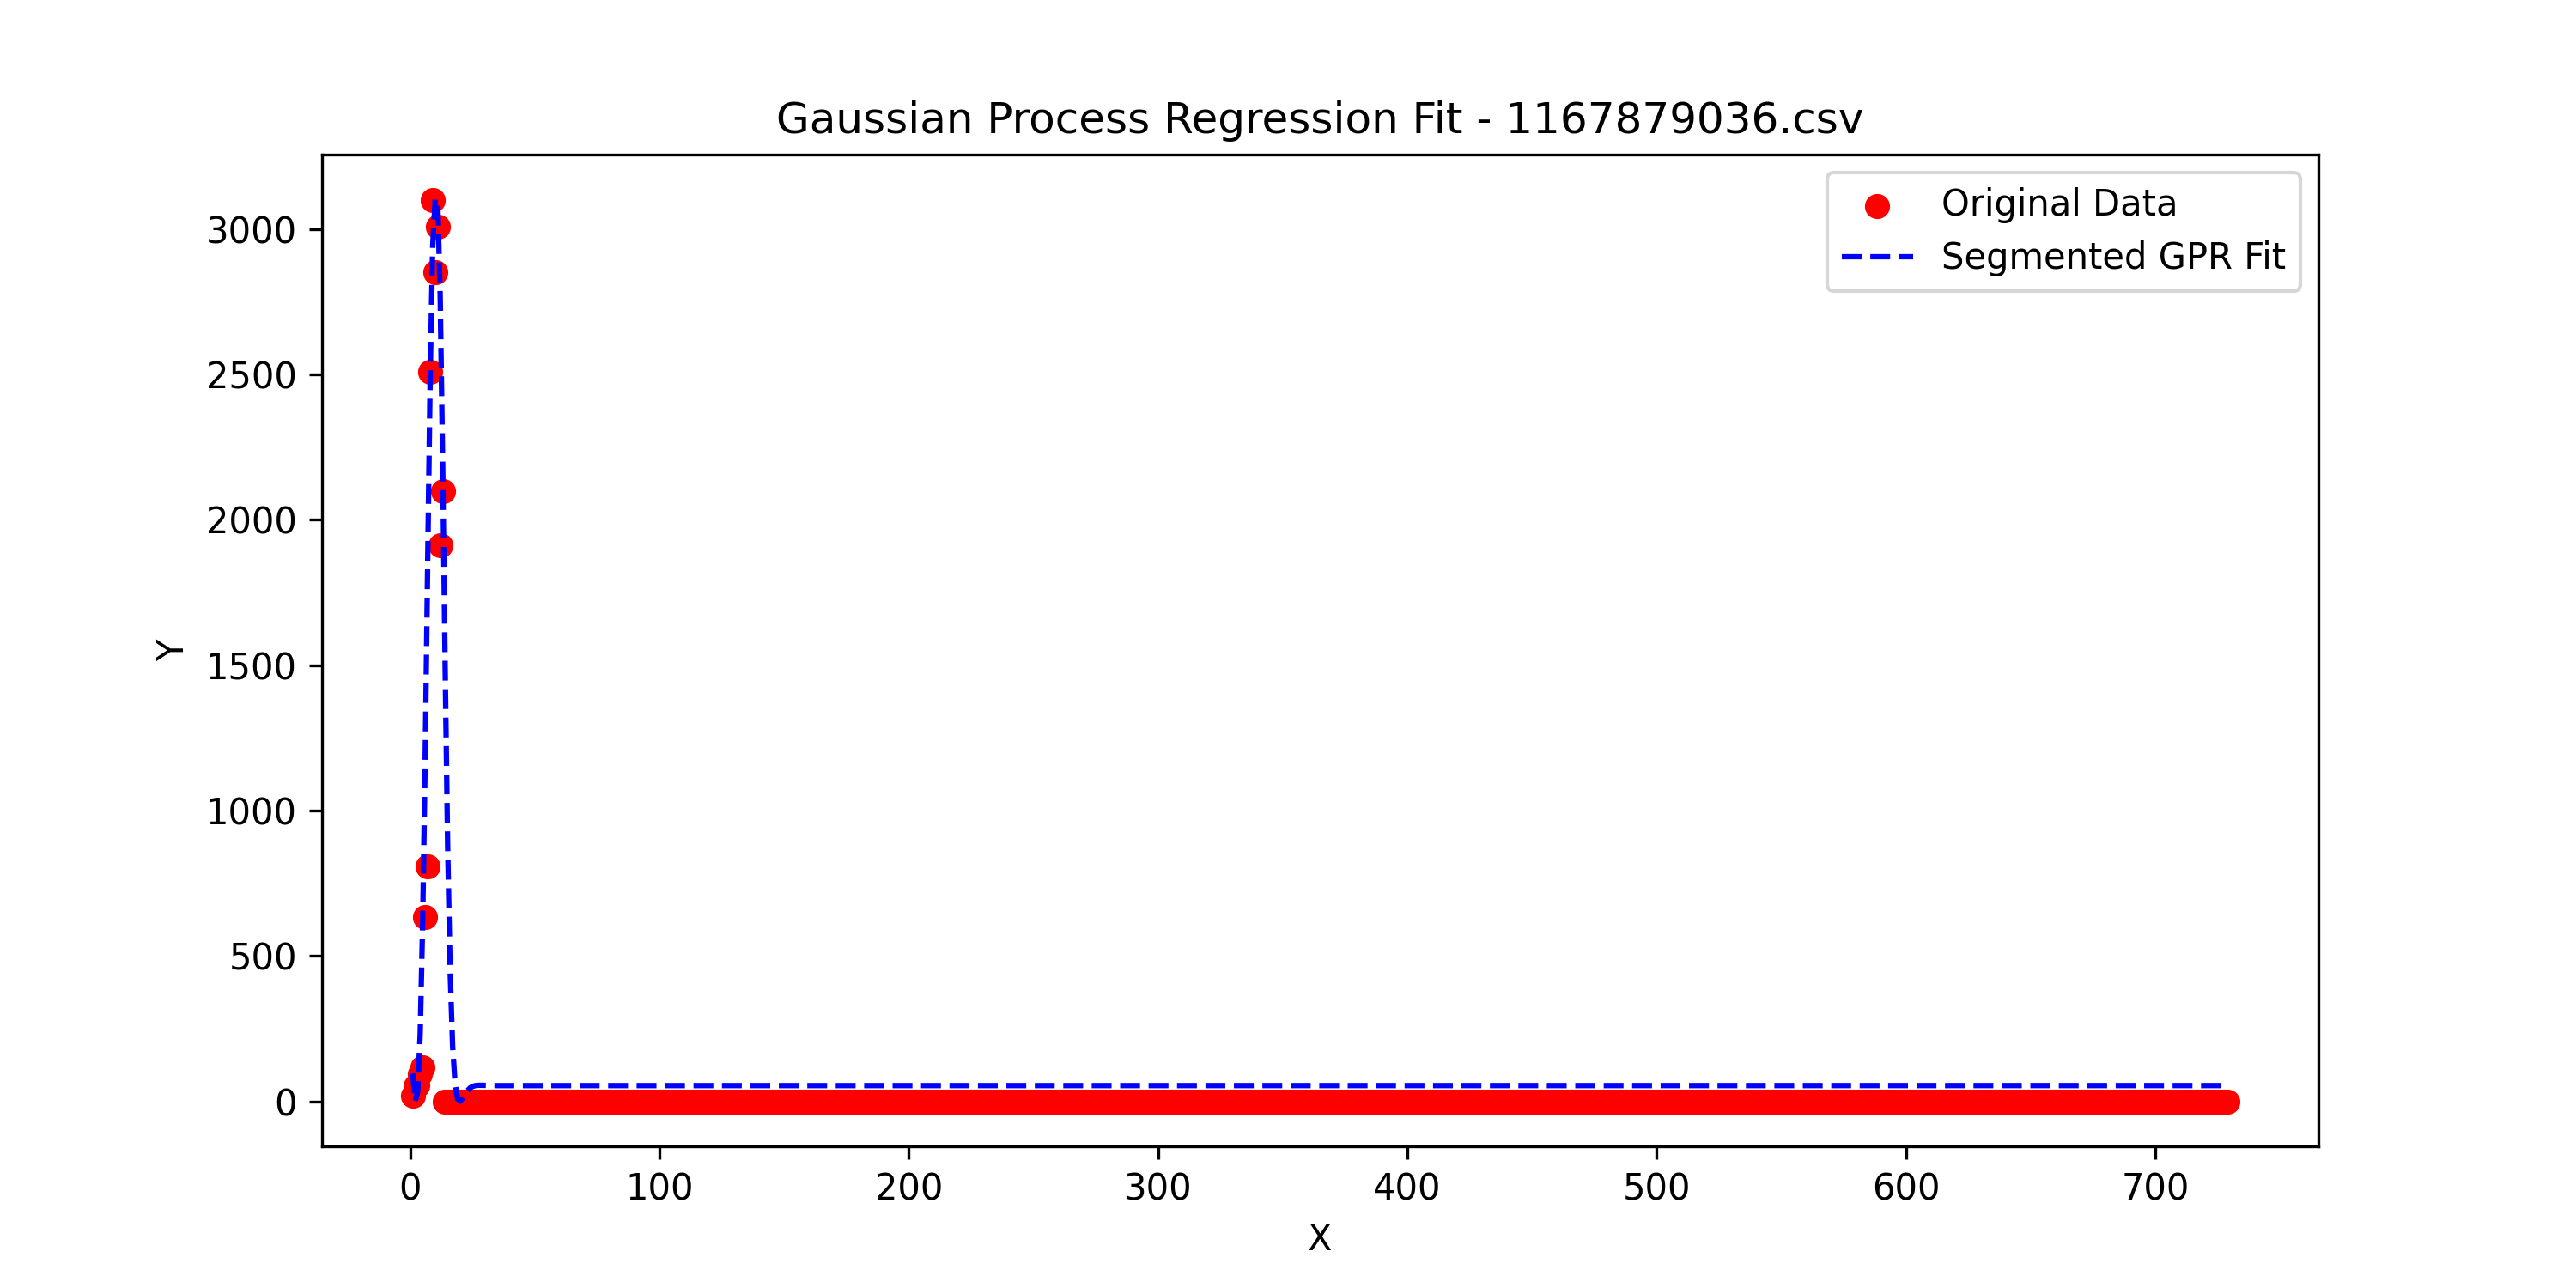 Gaussian Process Regression Fit - 1167879036.csv
Original Data
Segmented GPR Fit
3000
2500
2000
1500
1000
500
0
Y
0 100 200 300 400 500 600 700
X